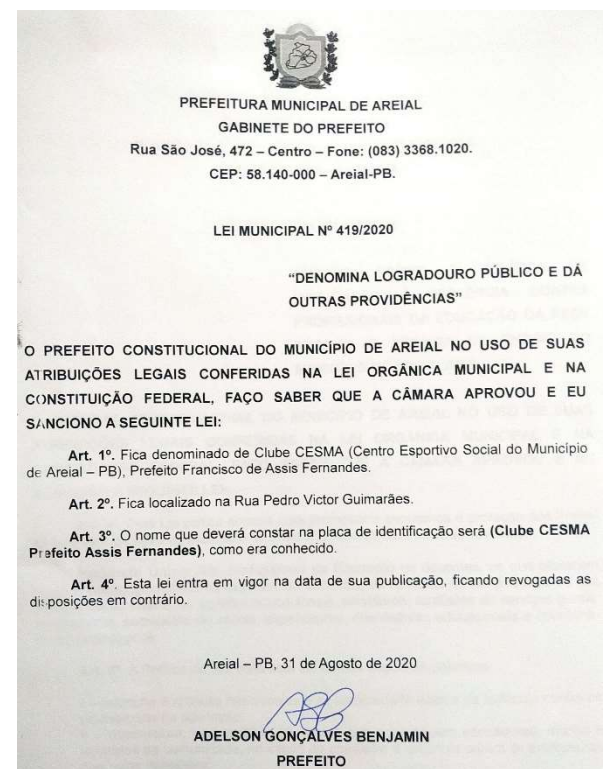 PREFEITURA MUNICIPAL DE AREIAL
GABINETE DO PREFEITO
Rua São José, 472 – Centro – Fone: (083) 3368.1020.
CEP: 58.140-000 – Areial-PB.
LEI MUNICIPAL Nº 419/2020
“DENOMINA LOGRADOURO PÚBLICO E DÁ
OUTRAS PROVIDÊNCIAS”
O PREFEITO CONSTITUCIONAL DO MUNICÍPIO DE AREIAL NO USO DE SUAS
ATRIBUIÇÕES LEGAIS CONFERIDAS NA LEI ORGÂNICA MUNICIPAL E NA
CONSTITUIÇÃO FEDERAL, FAÇO SABER QUE A CÂMARA APROVOU E EU
SANCIONO A SEGUINTE LEI:
Art. 1º. Fica denominado de Clube CESMA (Centro Esportivo Social do Município
de Areial – PB), Prefeito Francisco de Assis Fernandes.
Art. 2º. Fica localizado na Rua Pedro Victor Guimarães.
Art. 3º. O nome que deverá constar na placa de identificação será (Clube CESMA
Prefeito Assis Fernandes), como era conhecido.
Art. 4º. Esta lei entra em vigor na data de sua publicação, ficando revogadas as
disposições em contrário.
Areial – PB, 31 de Agosto de 2020
ADELSON GONÇALVES BENJAMIN
PREFEITO